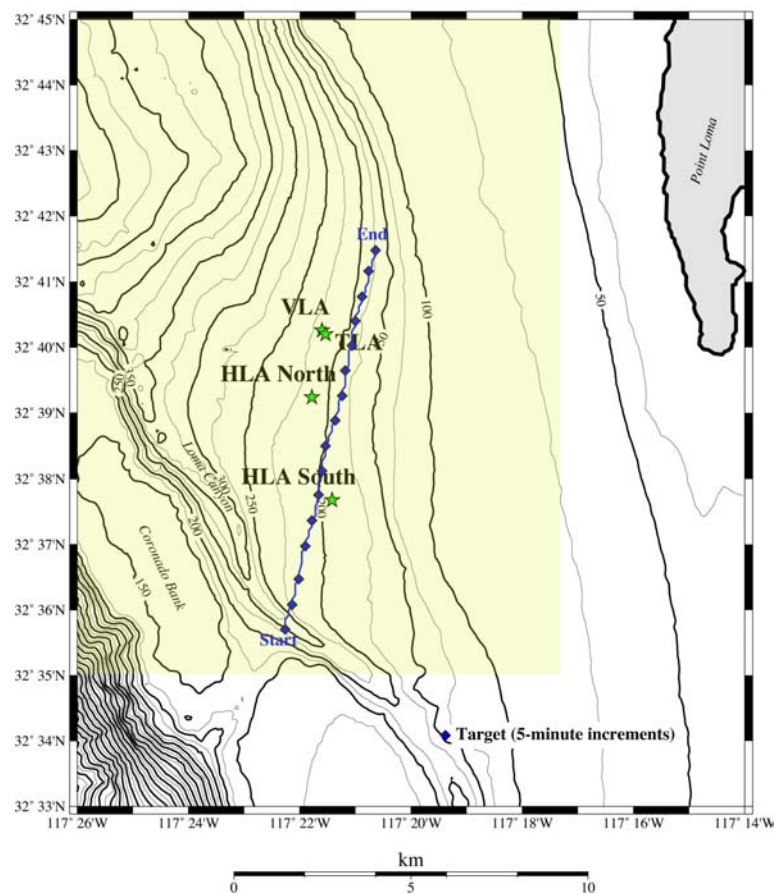 32° 45'N
32° 44'N
32° 43'N
32° 42'N
32° 41'N
32° 40'N
32° 39'N
32° 38'N
32° 37'N
32° 36'N
32° 35'N
32° 34'N
32° 33'N
Point Loma
End
VLA
TLA
100
50
HLA North
350
Loma Canyon
HLA South
300
250
200
200
Coronado Bank
150
Start
Target (5-minute increments)
117° 26'W
117° 24'W
117° 22'W
117° 20'W
117° 18'W
117° 16'W
117° 14'W
km
0
5
10